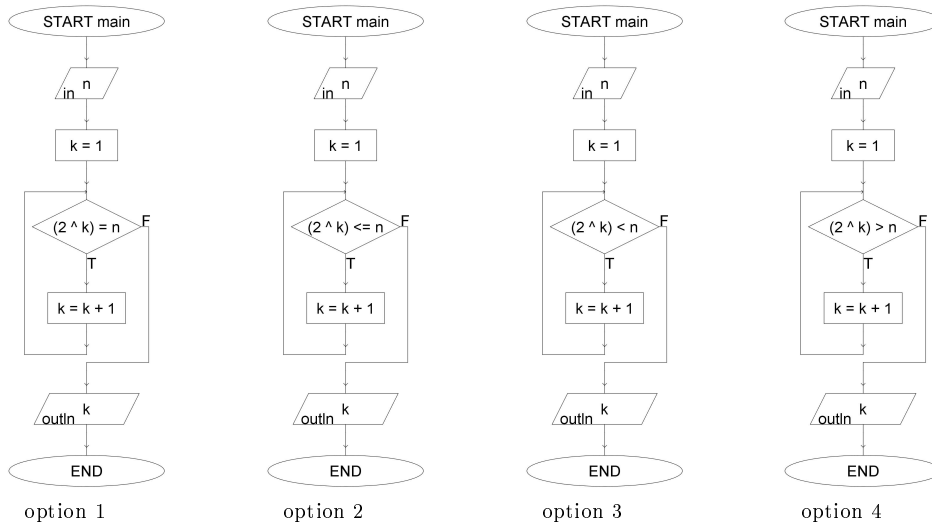 START main
n
in
k = 1
(2 ^ k) = n
F
T
k = k + 1
k
outln
END
option 1
START main
n
in
k = 1
(2 ^ k) <= n
F
T
k = k + 1
k
outln
END
option 2
START main
n
in
k = 1
(2 ^ k) < n
F
T
k = k + 1
k
outln
END
option 3
START main
n
in
k = 1
(2 ^ k) > n
F
T
k = k + 1
k
outln
END
option 4